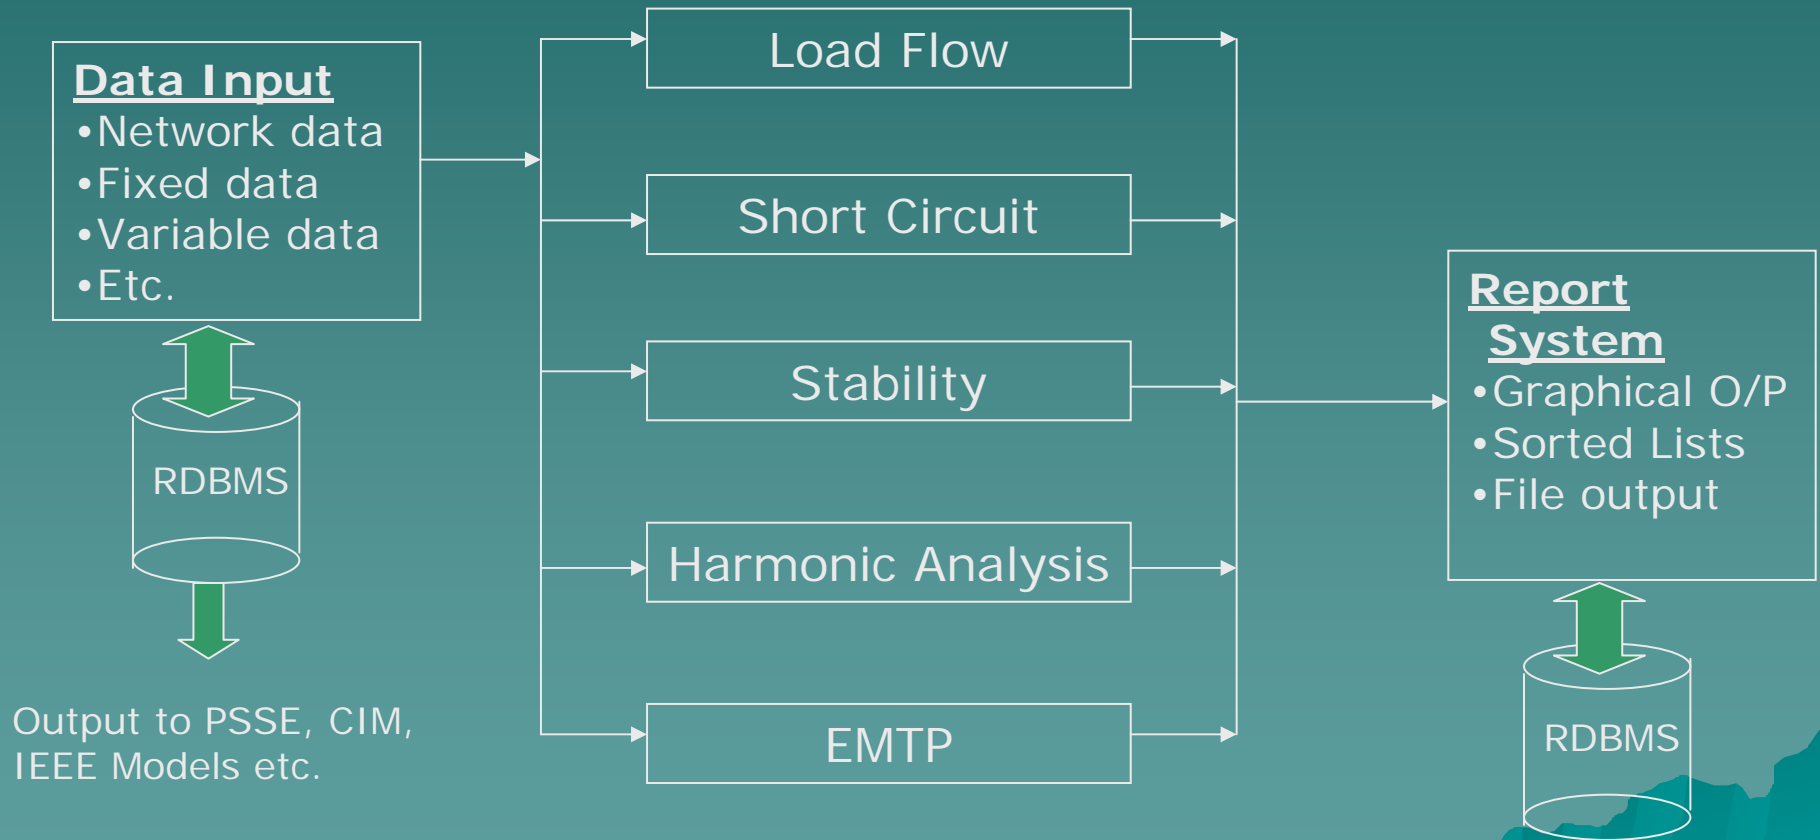 Data Input
•Network data
•Fixed data
•Variable data
•Etc.
RDBMS
Output to PSSE, CIM,
IEEE Models etc.
Load Flow
Short Circuit
Stability
Harmonic Analysis
EMTP
Report
System
•Graphical O/P
•Sorted Lists
•File output
RDBMS